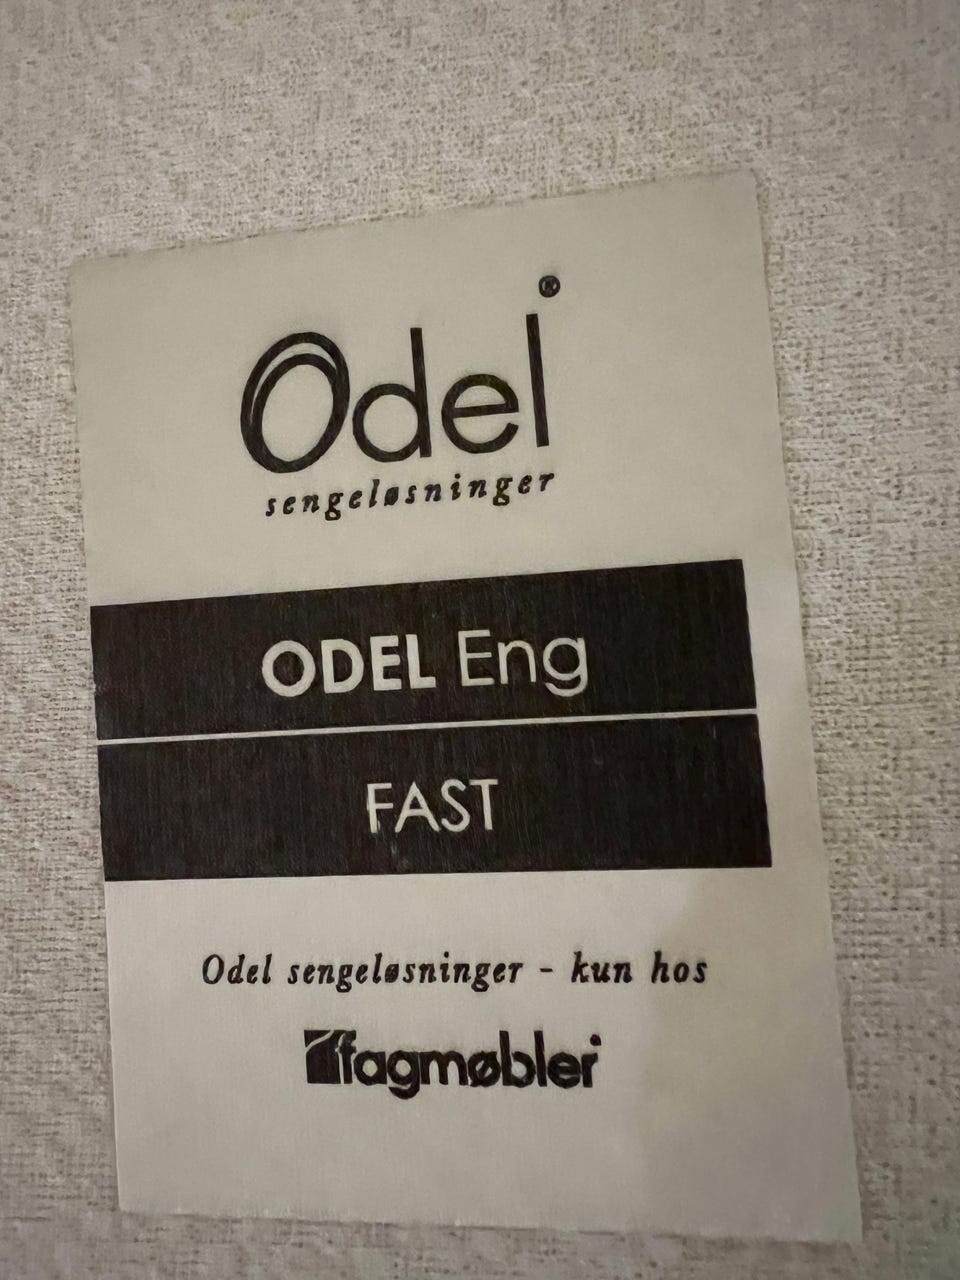 Odel®
sengeløsninger
ODEL Eng
FAST
Odel sengeløsninger - kun hos
fagmøbler